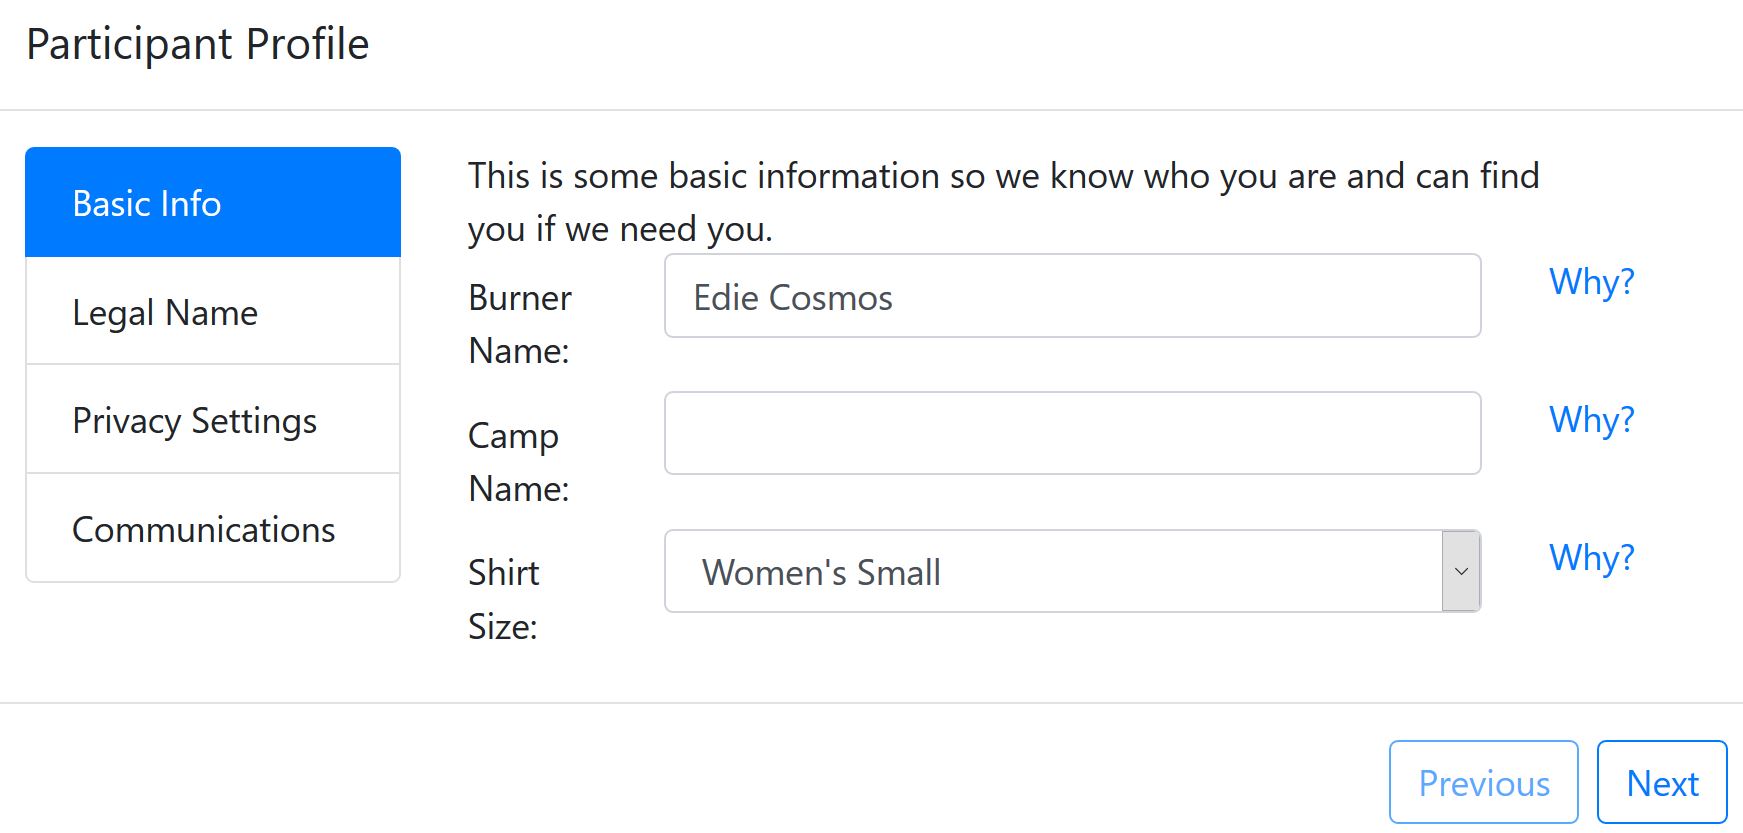 Participant Profile
Basic Info
Legal Name
Privacy Settings
Communications
This is some basic information so we know who you are and can find
you if we need you.
Burner
Name:
Edie Cosmos
Why?
Camp
Name:
Why?
Shirt
Size:
Women's Small
Why?
Previous
Next